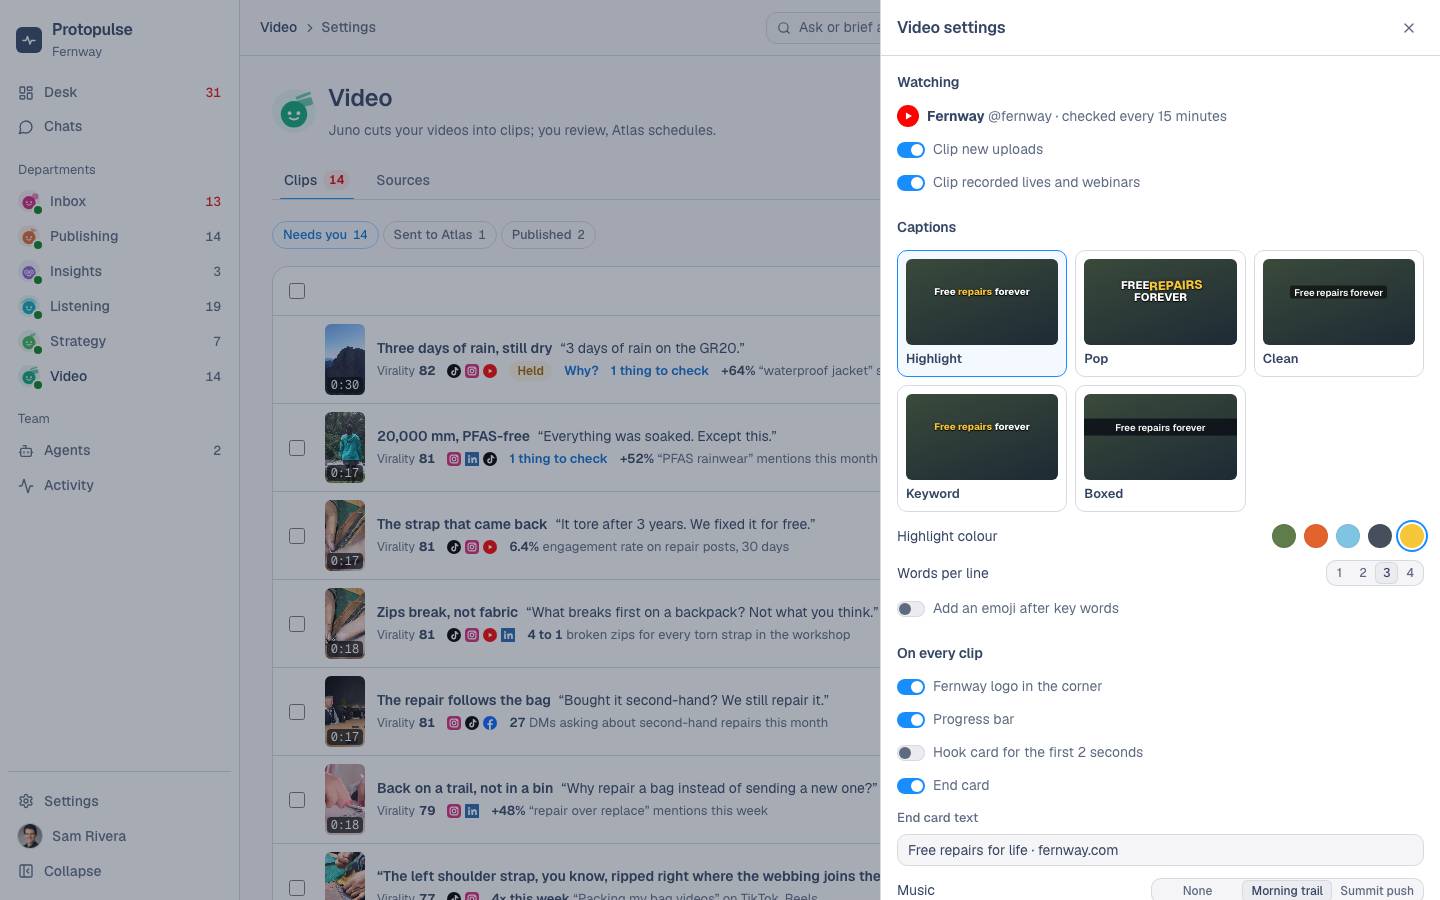 Protopulse
Fernway
Desk 31
Chats
Departments
Inbox 13
Publishing 14
Insights 3
Listening 19
Strategy 7
Video 14
Team
Agents 2
Activity
Settings
Sam Rivera
Collapse
Video > Settings
Ask or brief a
Video
Juno cuts your videos into clips; you review, Atlas schedules.
Clips 14 Sources
Needs you 14 Sent to Atlas 1 Published 2
Three days of rain, still dry “3 days of rain on the GR20.”
0:30
Virality 82 Held Why? 1 thing to check +64% “waterproof jacket” s
20,000 mm, PFAS-free “Everything was soaked. Except this.”
0:17
Virality 81 1 thing to check +52% “PFAS rainwear” mentions this month
The strap that came back “It tore after 3 years. We fixed it for free.”
0:17
Virality 81 6.4% engagement rate on repair posts, 30 days
Zips break, not fabric “What breaks first on a backpack? Not what you think.”
0:18
Virality 81 4 to 1 broken zips for every torn strap in the workshop
The repair follows the bag “Bought it second-hand? We still repair it.”
0:17
Virality 81 27 DMs asking about second-hand repairs this month
Back on a trail, not in a bin “Why repair a bag instead of sending a new one?”
0:18
Virality 79 +48% “repair over replace” mentions this week
“The left shoulder strap, you know, ripped right where the webbing joins the
Virality 77 4x this week “Packing my bag videos” on TikTok, Reels
Video settings
Watching
Fernway @fernway · checked every 15 minutes
Clip new uploads
Clip recorded lives and webinars
Captions
Free repairs forever
Highlight
FREE REPAIRS
FOREVER
Pop
Free repairs forever
Clean
Free repairs forever
Keyword
Free repairs forever
Boxed
Highlight colour
Words per line 1 2 3 4
Add an emoji after key words
On every clip
Fernway logo in the corner
Progress bar
Hook card for the first 2 seconds
End card
End card text
Free repairs for life · fernway.com
Music None Morning trail Summit push